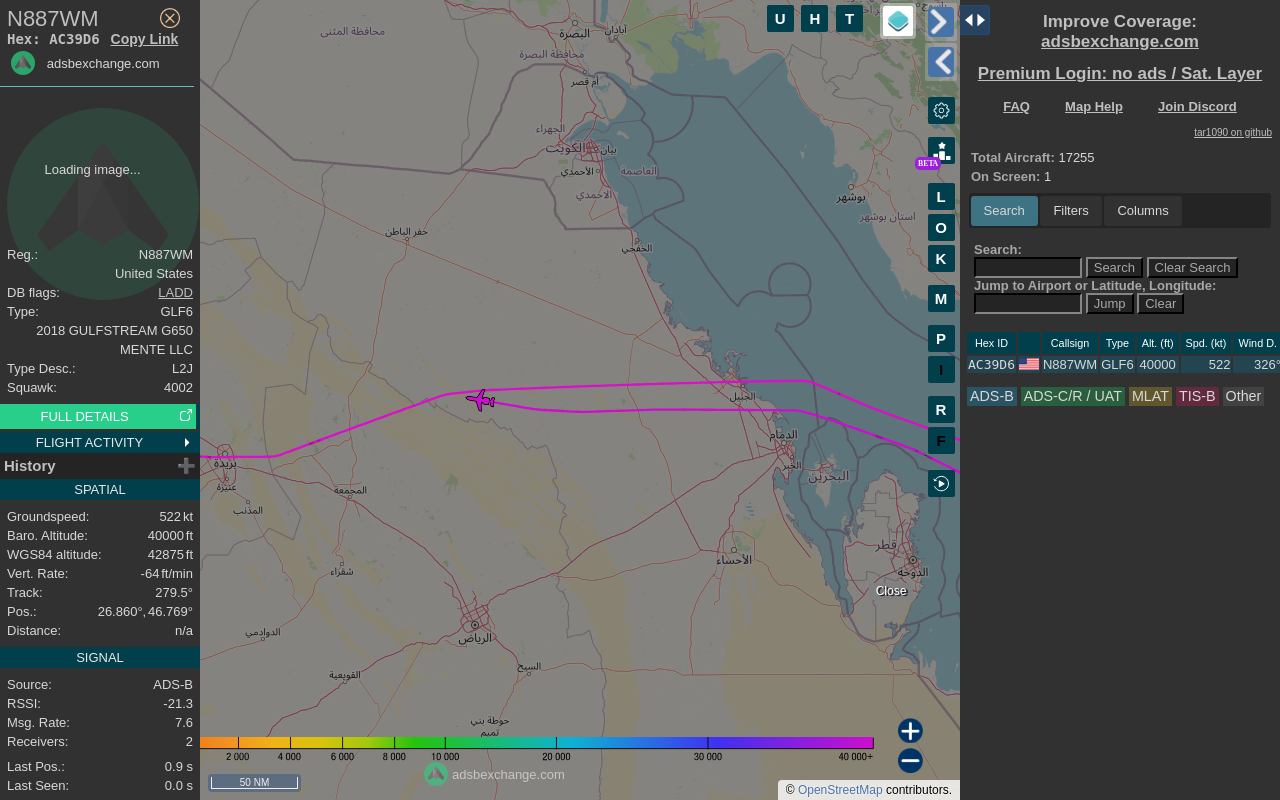 N887WM
Hex: AC39D6 Copy Link
adsbexchange.com
Loading image...
Reg.: N887WM
United States
DB flags: LADD
Type: GLF6
2018 GULFSTREAM G650
MENTE LLC
Type Desc.: L2J
Squawk: 4002
FULL DETAILS
FLIGHT ACTIVITY
History
SPATIAL
Groundspeed: 522 kt
Baro. Altitude: 40000 ft
WGS84 altitude: 42875 ft
Vert. Rate: -64 ft/min
Track: 279.5°
Pos.: 26.860°, 46.769°
Distance: n/a
SIGNAL
Source: ADS-B
RSSI: -21.3
Msg. Rate: 7.6
Receivers: 2
Last Pos.: 0.9 s
Last Seen: 0.0 s
محافظة المثنى
البصرة
آبادان
محافظة البصرة
أم قصر
الجهراء
الكويت
بيان
الأحمدي
العاصمة
الاحمدي
بوشهر
استان بوشهر
حفر الباطن
الخفجي
الجبيل
الدمام
الخبر
البحرين
بريدة
عنيزة
المذنب
المجمعة
شقراء
الأحساء
قطر
الدوحة
Close
الدوادمي
الرياض
السيح
القويعية
حوطة بني
تميم
U H T
BETA
L
O
K
M
P
I
R
F
2 000 4 000 6 000 8 000 10 000 20 000 30 000 40 000+
50 NM
adsbexchange.com
© OpenStreetMap contributors.
Improve Coverage:
adsbexchange.com
Premium Login: no ads / Sat. Layer
FAQ Map Help Join Discord
tar1090 on github
Total Aircraft: 17255
On Screen: 1
Search Filters Columns
Search:
Search Clear Search
Jump to Airport or Latitude, Longitude:
Jump Clear
Hex ID Callsign Type Alt. (ft) Spd. (kt) Wind D.
AC39D6 N887WM GLF6 40000 522 326°
ADS-B ADS-C/R / UAT MLAT TIS-B Other